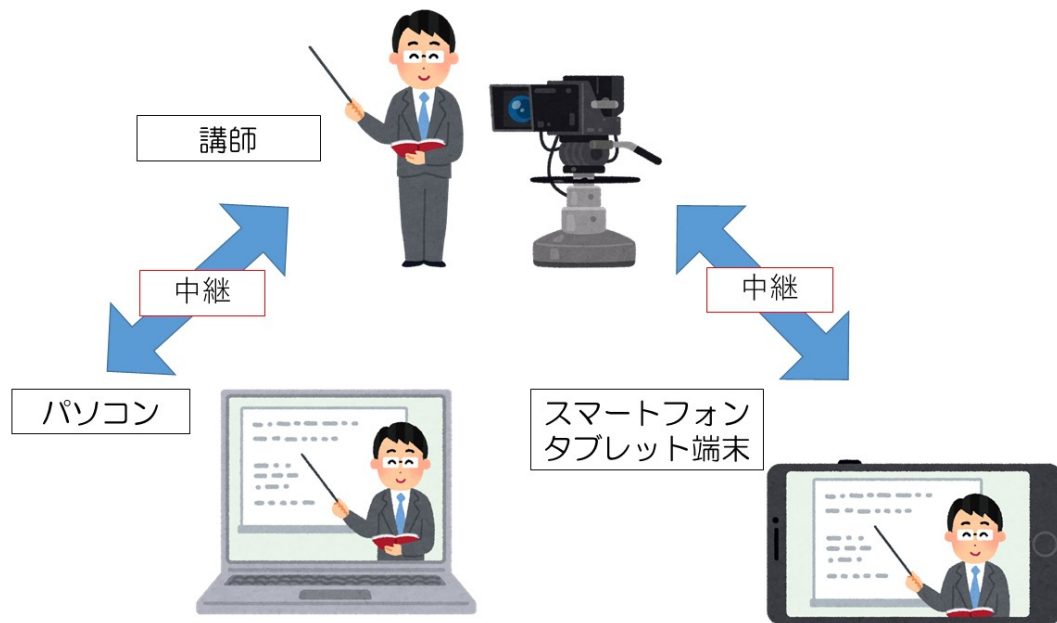 講師
中継
中継
パソコン
スマートフォン
タブレット端末